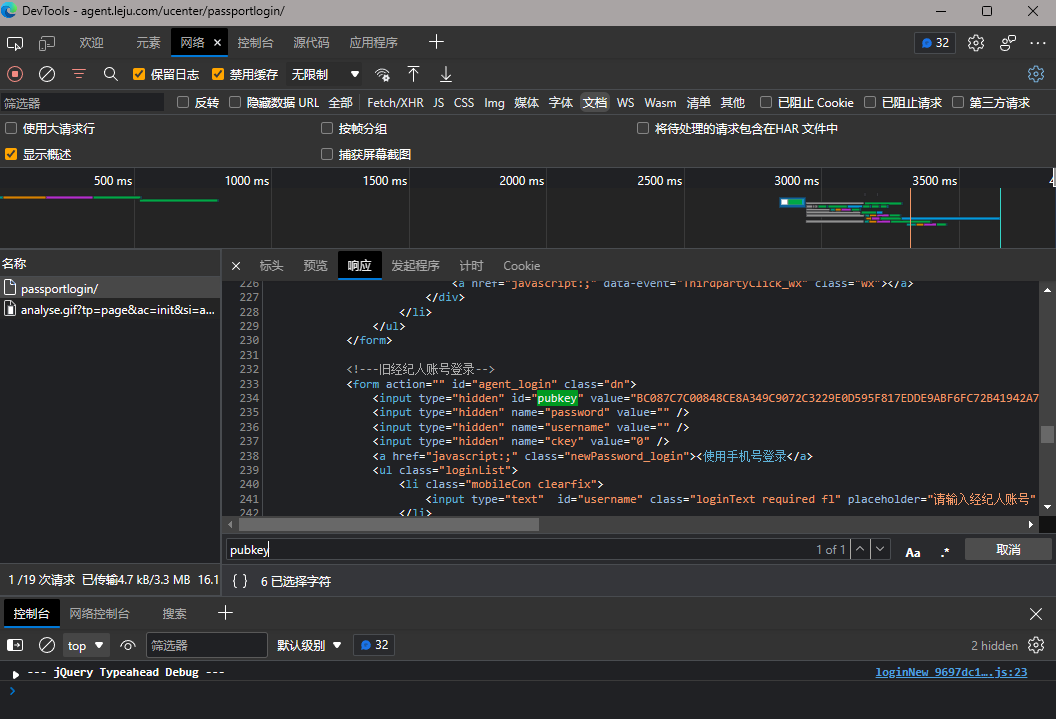 DevTools - agent.leju.com/ucenter/passportlogin/
欢迎 元素 网络 控制台 源代码 应用程序 32
保留日志 禁用缓存 无限制
筛选器 反转 隐藏数据 URL 全部 Fetch/XHR JS CSS Img 媒体 字体 文档 WS Wasm 清单 其他 已阻止 Cookie 已阻止请求 第三方请求
使用大请求行 按帧分组 将待处理的请求包含在HAR 文件中
显示概述 捕获屏幕截图
500 ms 1000 ms 1500 ms 2000 ms 2500 ms 3000 ms 3500 ms 4
名称 标头 预览 响应 发起程序 计时 Cookie
passportlogin/
analyse.gif?tp=page&ac=init&si=a...
226 <a href="javascript:;" data-event="ThirdpartyClick_Wx" class="Wx"></a>
227 </div>
228 </li>
229 </ul>
230 </form>
231
232 <!---旧经纪人账号登录-->
233 <form action="" id="agent_login" class="dn">
234 <input type="hidden" id="pubkey" value="BC087C7C00848CE8A349C9072C3229E0D595F817EDDE9ABF6FC72B41942A7
235 <input type="hidden" name="password" value="" />
236 <input type="hidden" name="username" value="" />
237 <input type="hidden" name="ckey" value="0" />
238 <a href="javascript:;" class="newPassword_login"><使用手机号登录</a>
239 <ul class="loginList">
240 <li class="mobileCon clearfix">
241 <input type="text"  id="username" class="loginText required fl" placeholder="请输入经纪人账号"
242 </li>
pubkey 1 of 1 Aa .* 取消
1 /19 次请求 已传输4.7 kB/3.3 MB 16.1 { } 6 已选择字符
控制台 网络控制台 搜索
top 筛选器 默认级别 32 2 hidden
--- jQuery Typeahead Debug --- loginNew_9697dc1….js:23